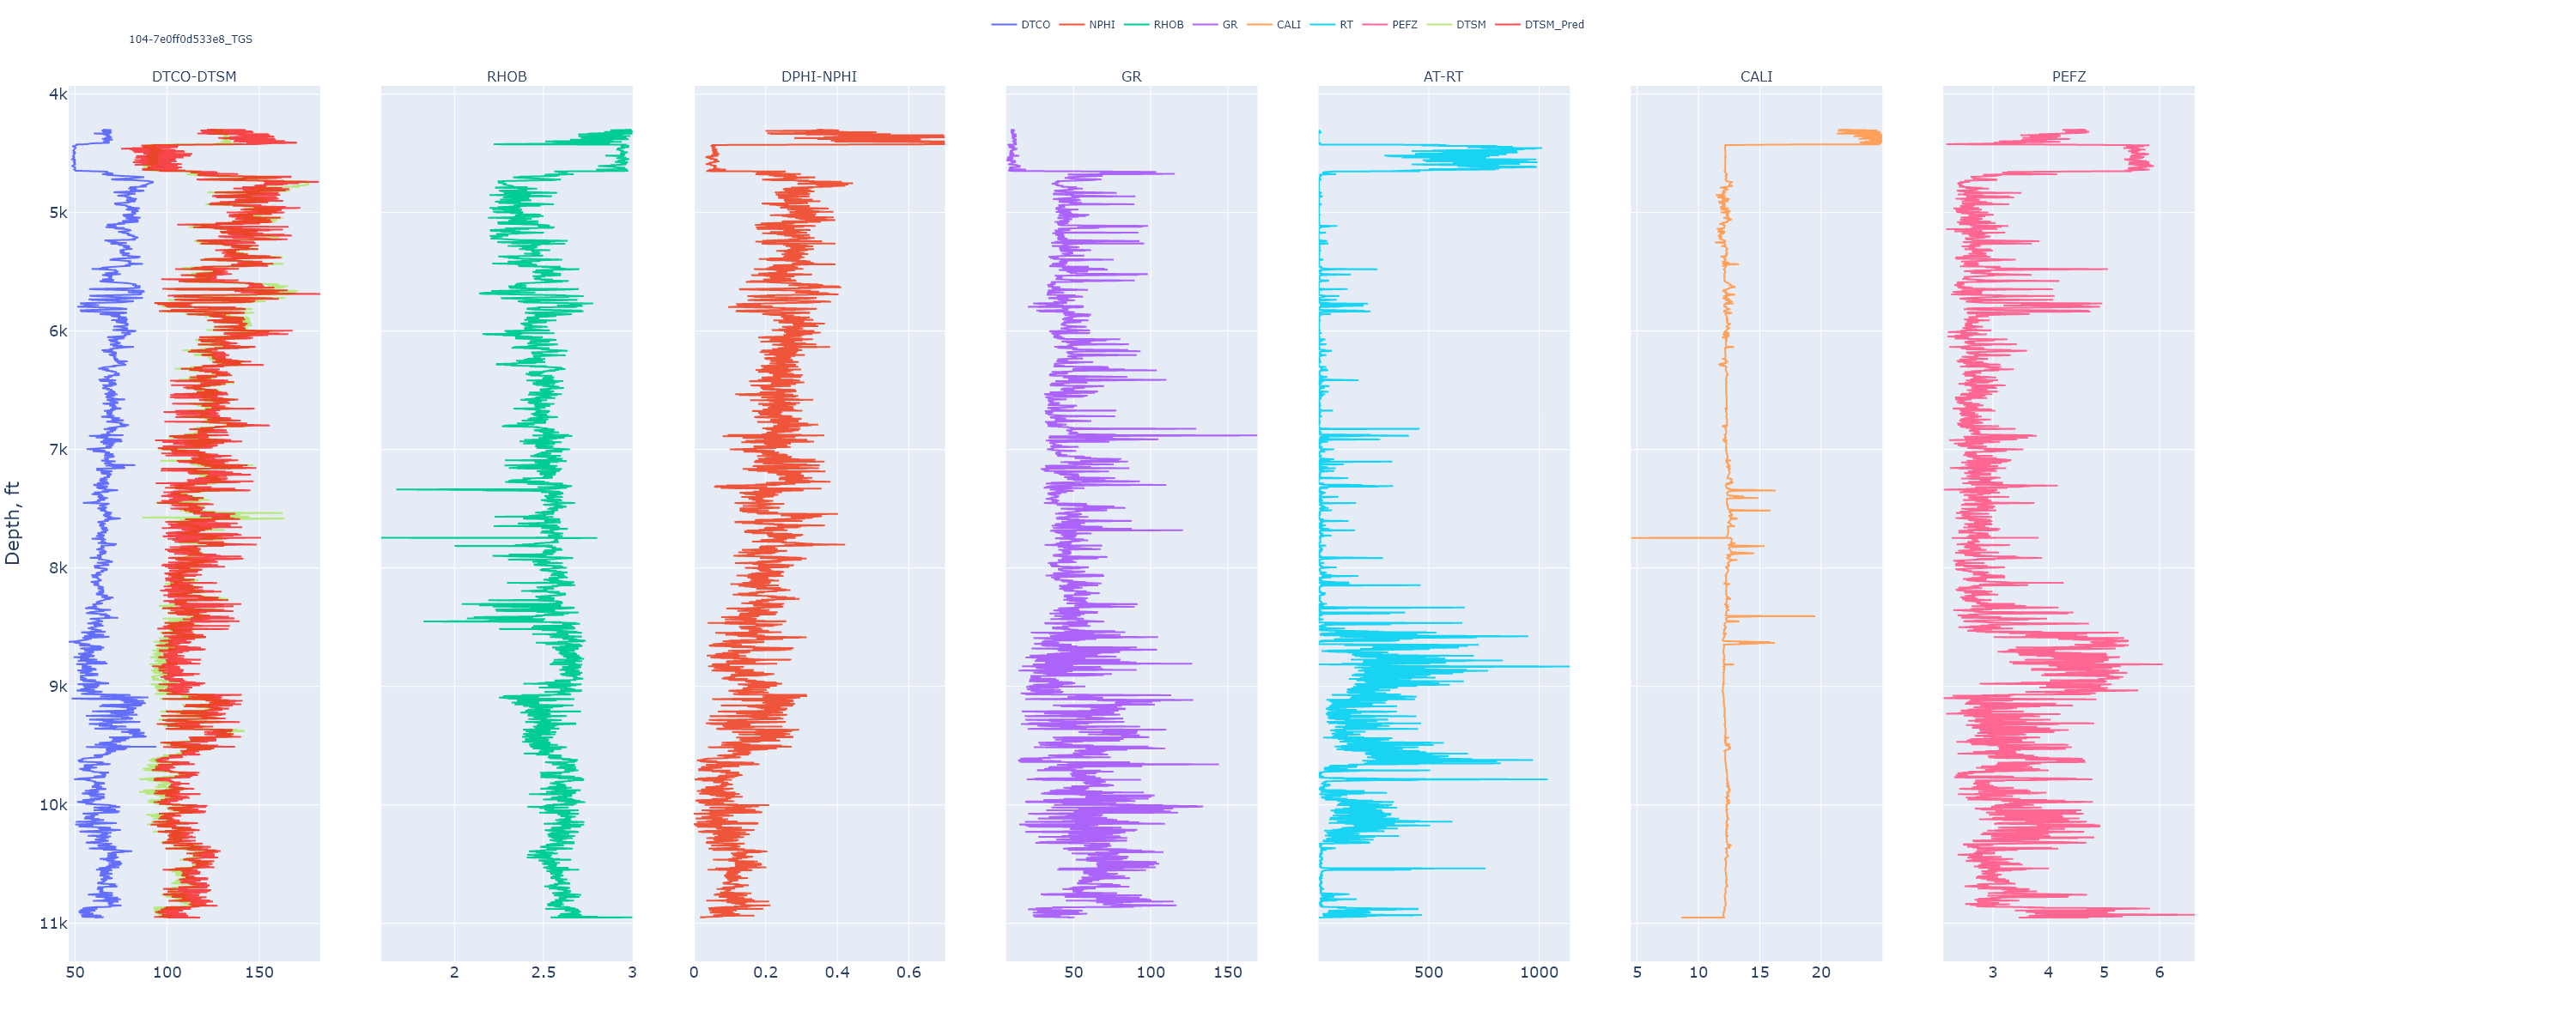 DTCO NPHI RHOB GR CALI RT PEFZ DTSM DTSM_Pred
104-7e0ff0d533e8_TGS
DTCO-DTSM RHOB DPHI-NPHI GR AT-RT CALI PEFZ
4k
5k
6k
7k
8k
9k
10k
11k
Depth, ft
50 100 150 2 2.5 3 0 0.2 0.4 0.6 50 100 150 500 1000 5 10 15 20 3 4 5 6